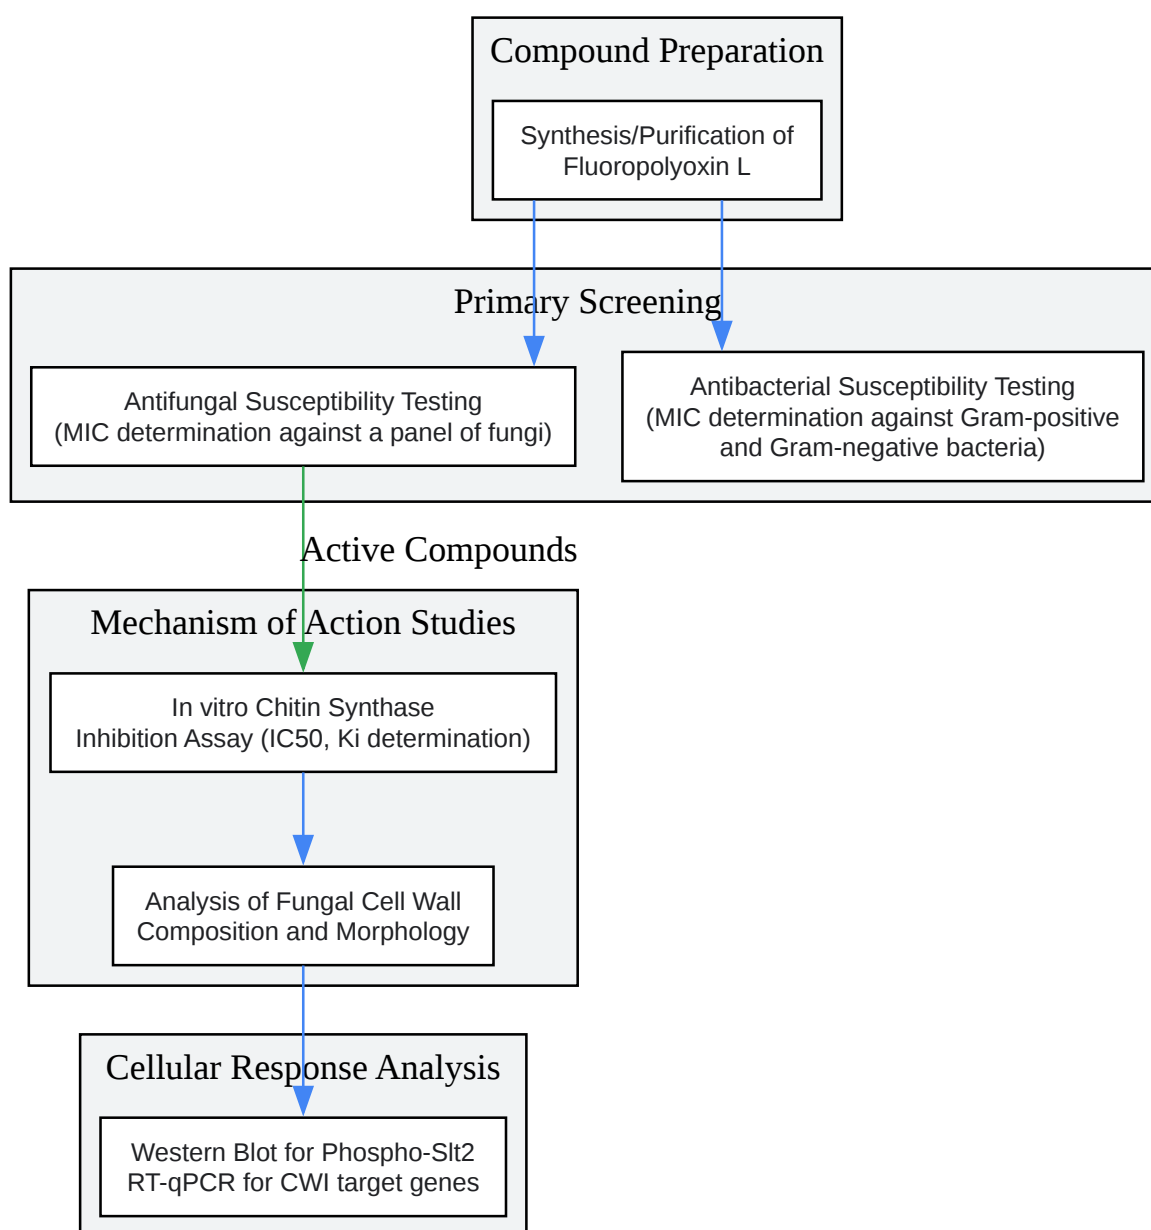 Compound Preparation
Synthesis/Purification of
Fluoropolyoxin L
Primary Screening
Antifungal Susceptibility Testing
(MIC determination against a panel of fungi)
Antibacterial Susceptibility Testing
(MIC determination against Gram-positive
and Gram-negative bacteria)
Active Compounds
Mechanism of Action Studies
In vitro Chitin Synthase
Inhibition Assay (IC50, Ki determination)
Analysis of Fungal Cell Wall
Composition and Morphology
Cellular Response Analysis
Western Blot for Phospho-Slt2
RT-qPCR for CWI target genes